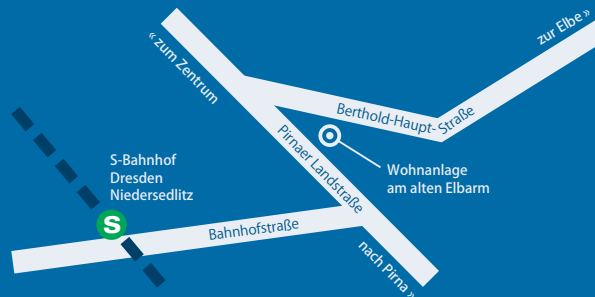 zur Elbe »
« zum Zentrum
Berthold-Haupt-Straße
Pirnaer Landstraße
S-Bahnhof
Dresden
Niedersedlitz
Wohnanlage
am alten Elbarm
S
Bahnhofstraße
nach Pirna »